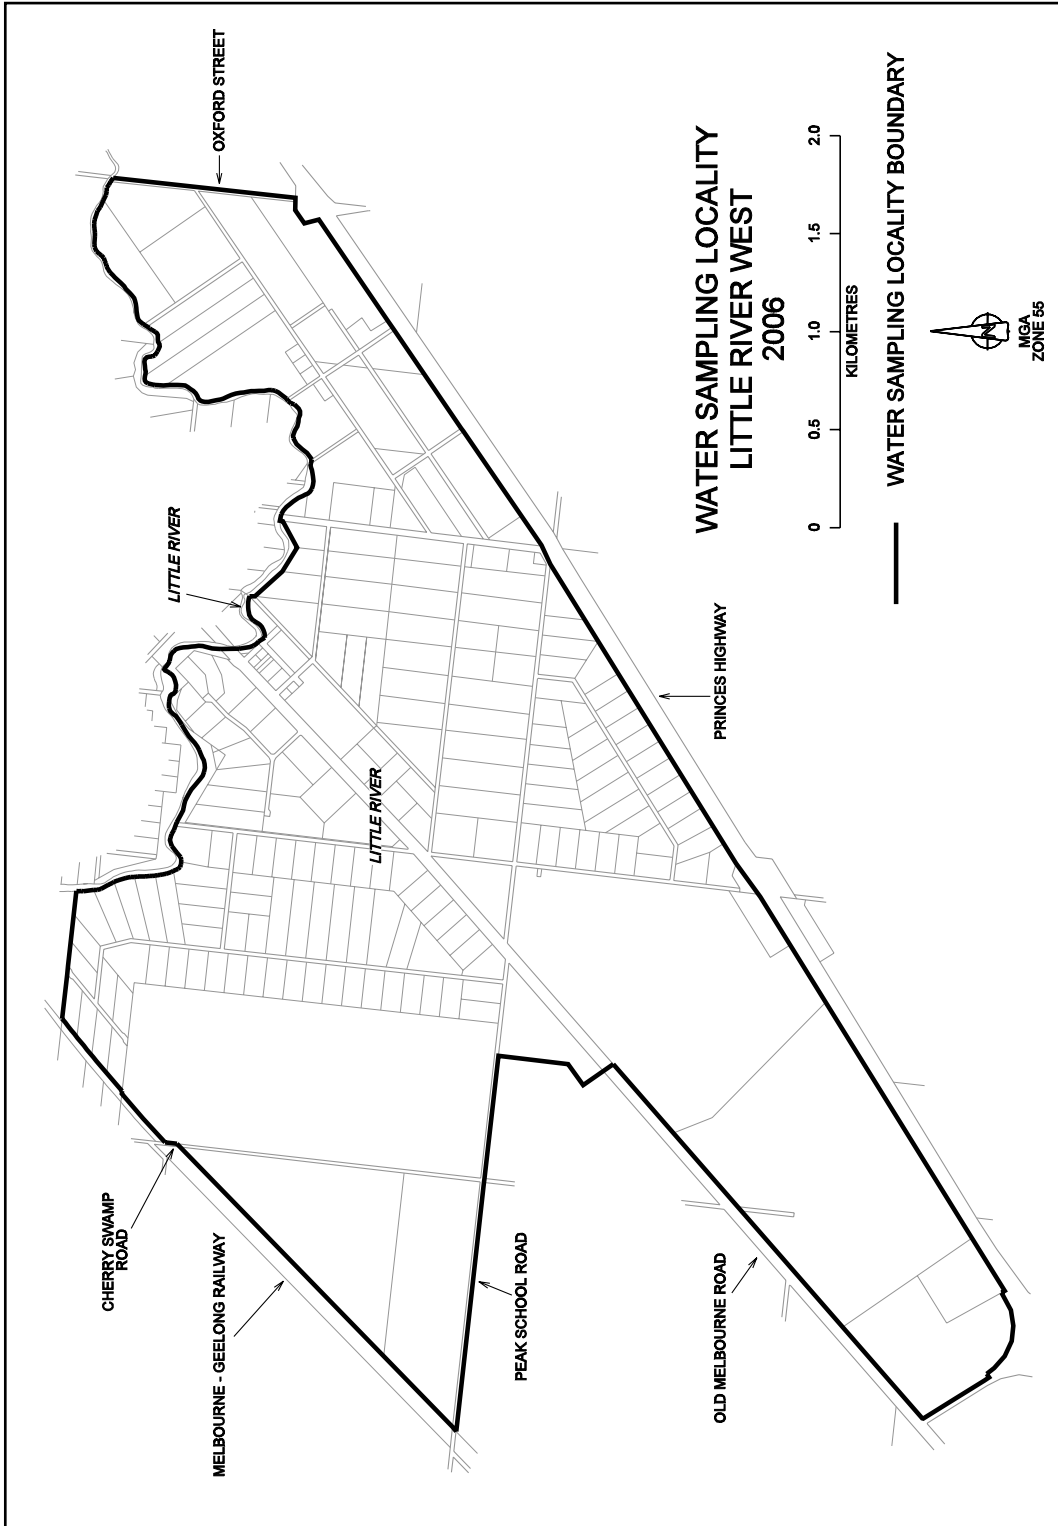 OXFORD STREET
LITTLE RIVER
LITTLE RIVER
CHERRY SWAMP
ROAD
MELBOURNE - GEELONG RAILWAY
PEAK SCHOOL ROAD
OLD MELBOURNE ROAD
PRINCES HIGHWAY
WATER SAMPLING LOCALITY
LITTLE RIVER WEST
2006
0 0.5 1.0 1.5 2.0
KILOMETRES
WATER SAMPLING LOCALITY BOUNDARY
N
MGA
ZONE 55